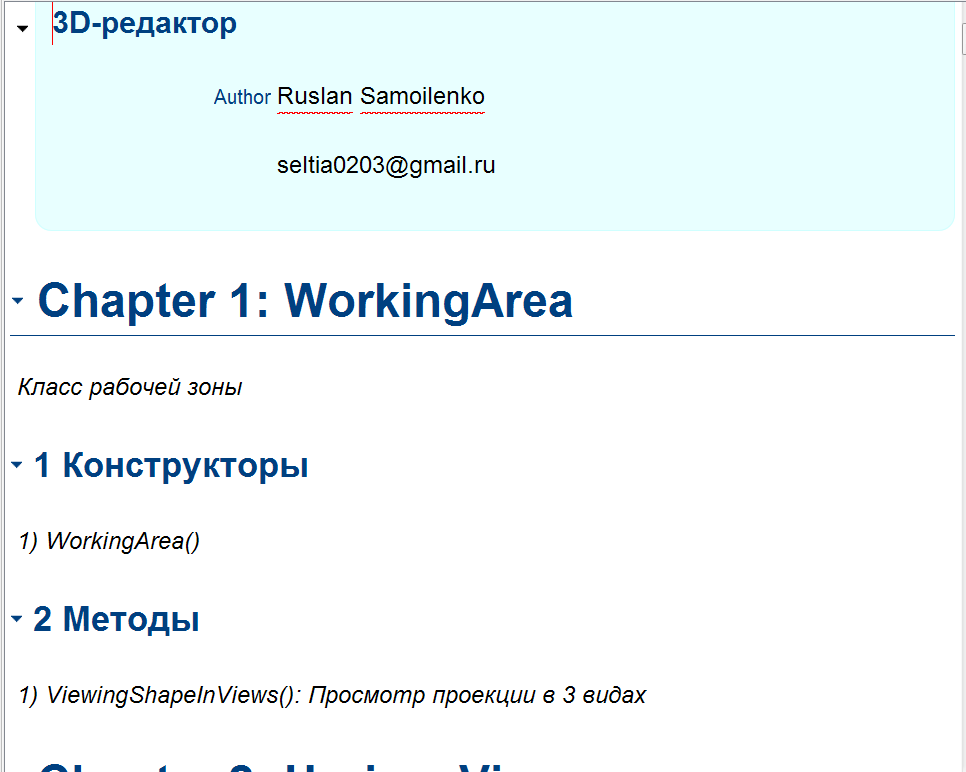 3D-редактор
Author Ruslan Samoilenko
seltia0203@gmail.ru
Chapter 1: WorkingArea
Класс рабочей зоны
1 Конструкторы
1) WorkingArea()
2 Методы
1) ViewingShapeInViews(): Просмотр проекции в 3 видах